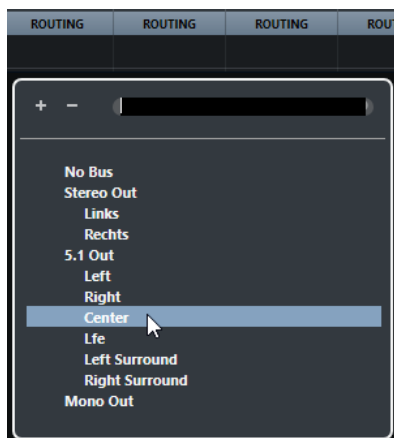 ROUTING ROUTING ROUTING ROU
+ -
No Bus
Stereo Out
Links
Rechts
5.1 Out
Left
Right
Center
Lfe
Left Surround
Right Surround
Mono Out